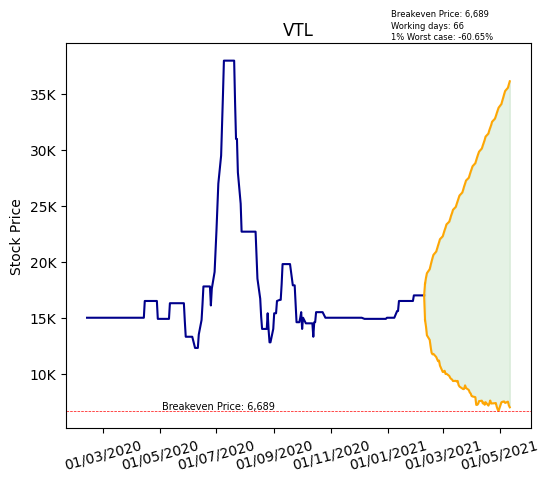 Breakeven Price: 6,689
Working days: 66
1% Worst case: -60.65%
VTL
Stock Price
35K
30K
25K
20K
15K
10K
Breakeven Price: 6,689
01/03/2020 01/05/2020 01/07/2020 01/09/2020 01/11/2020 01/01/2021 01/03/2021 01/05/2021